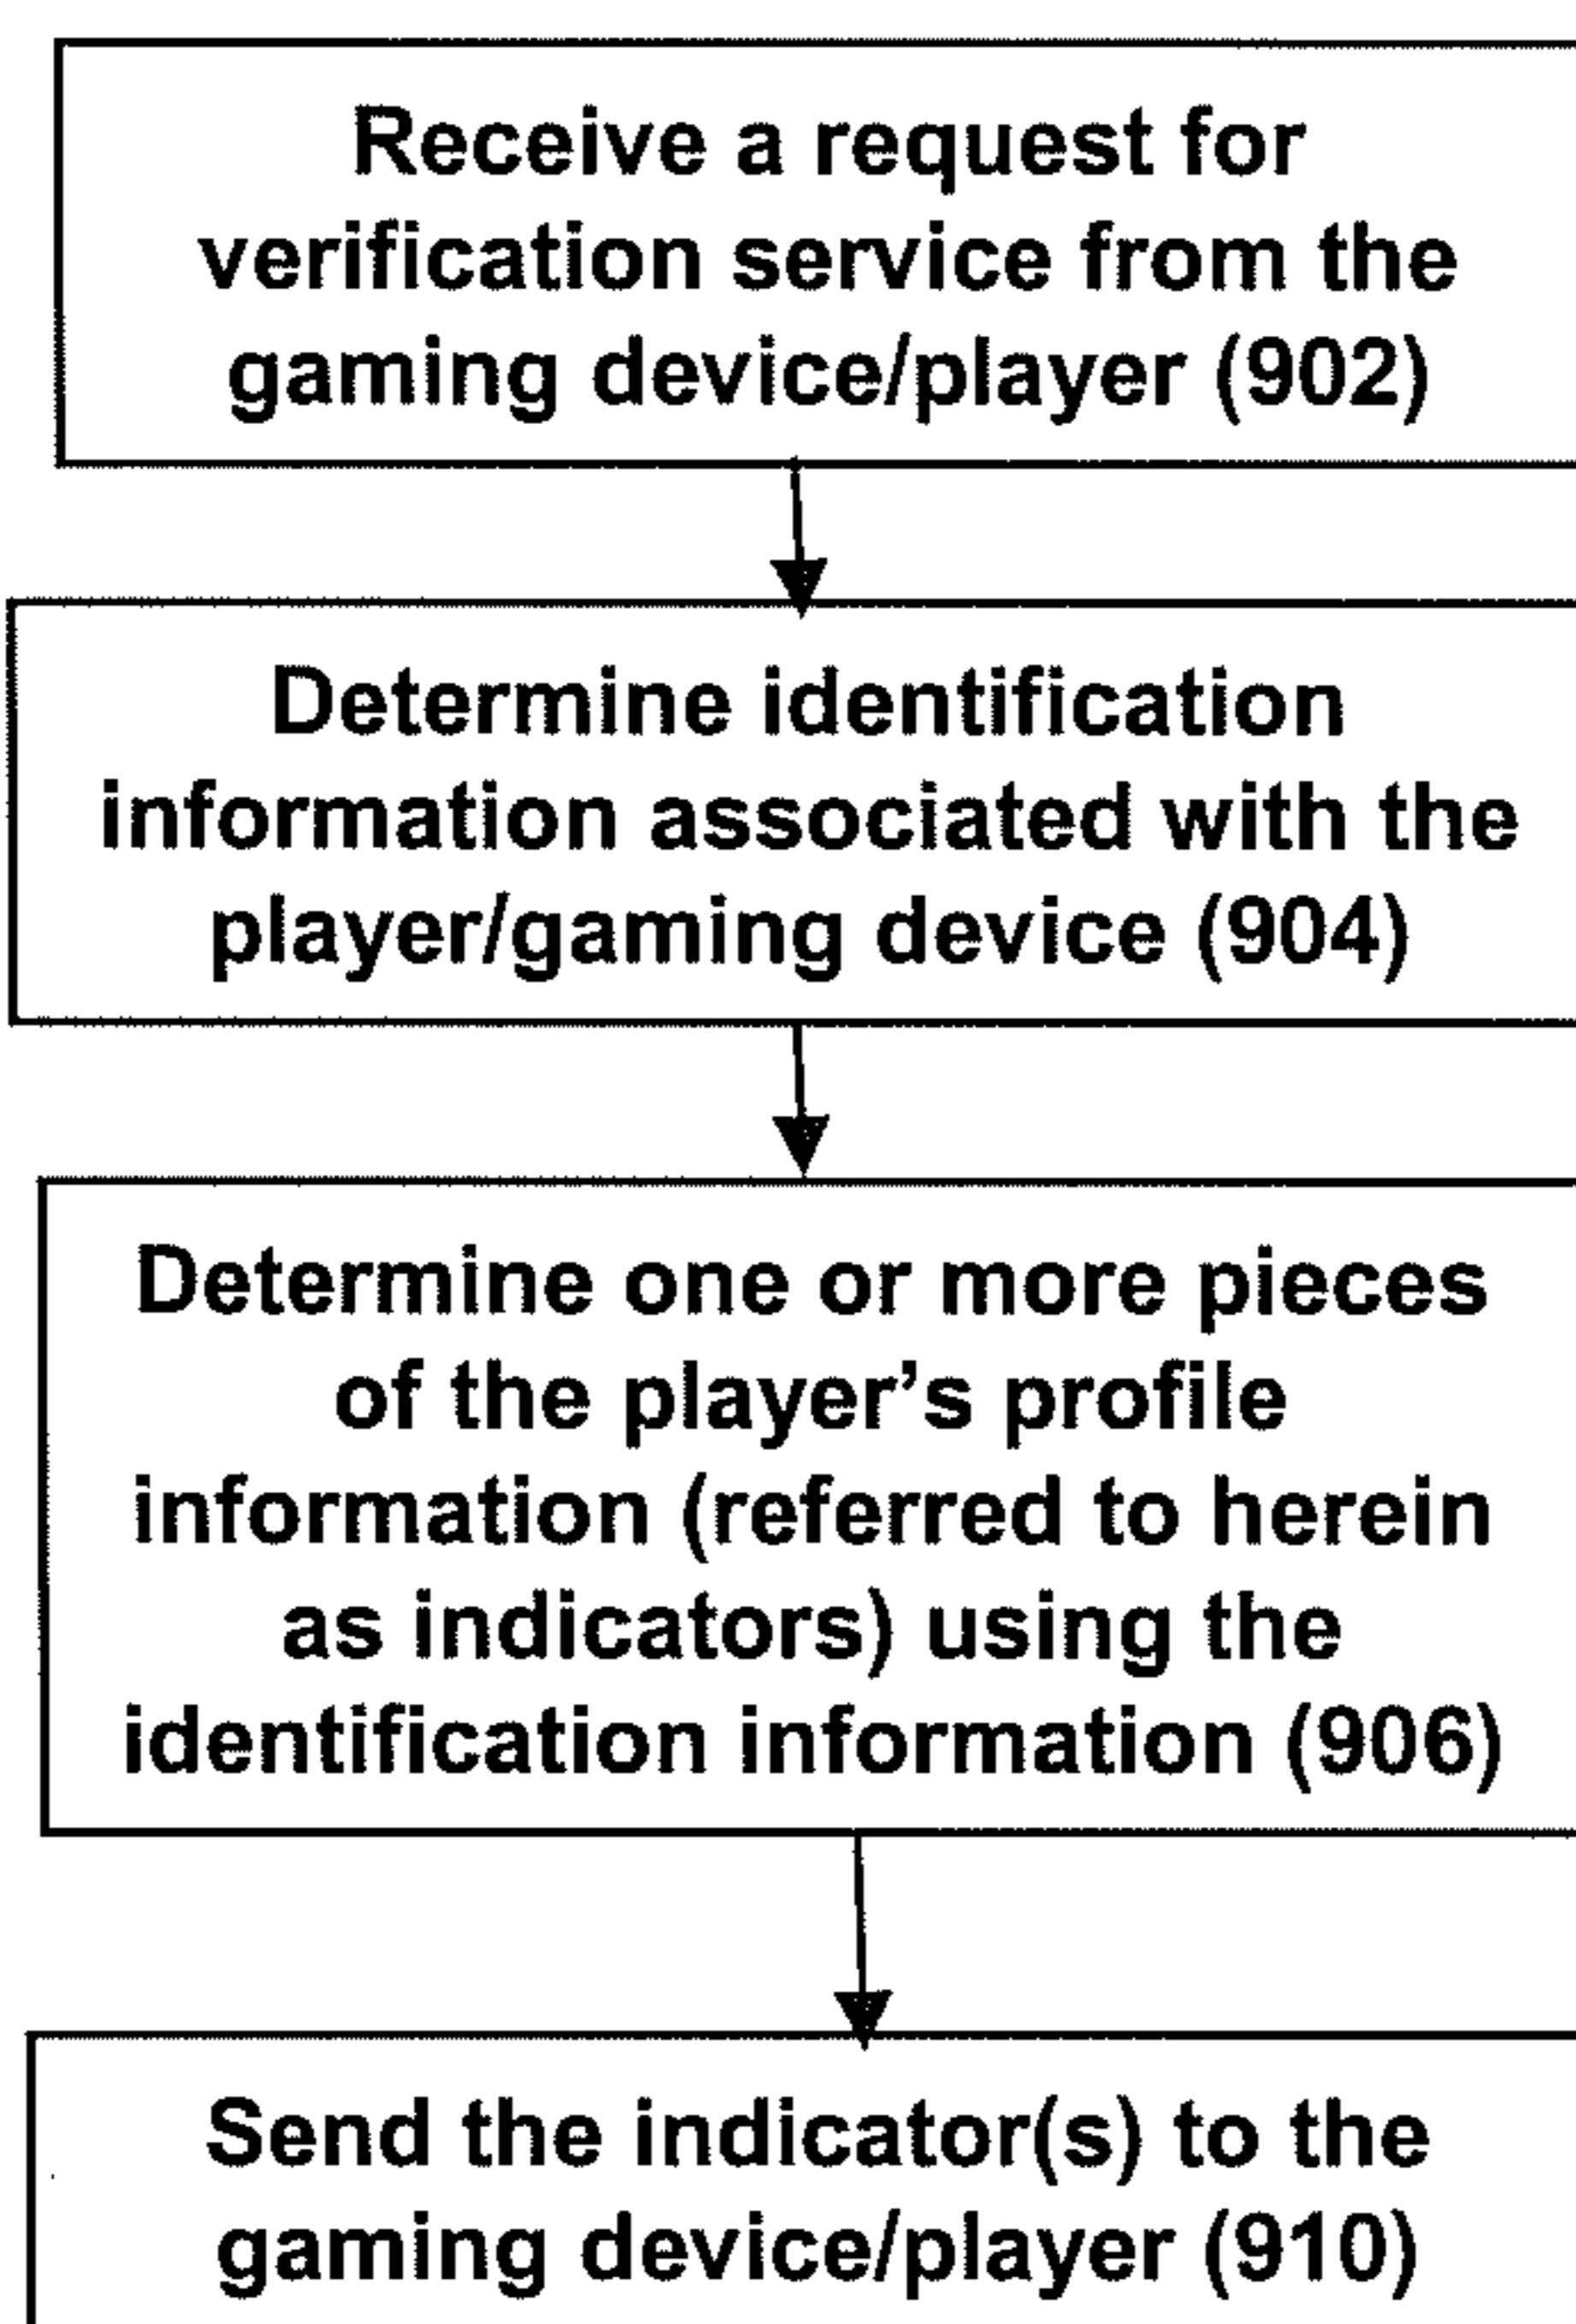 Receive a request for
verification service from the
gaming device/player (902)
Determine identification
information associated with the
player/gaming device (904)
Determine one or more pieces
of the player’s profile
information (referred to herein
as indicators) using the
identification information (906)
Send the indicator(s) to the
gaming device/player (910)